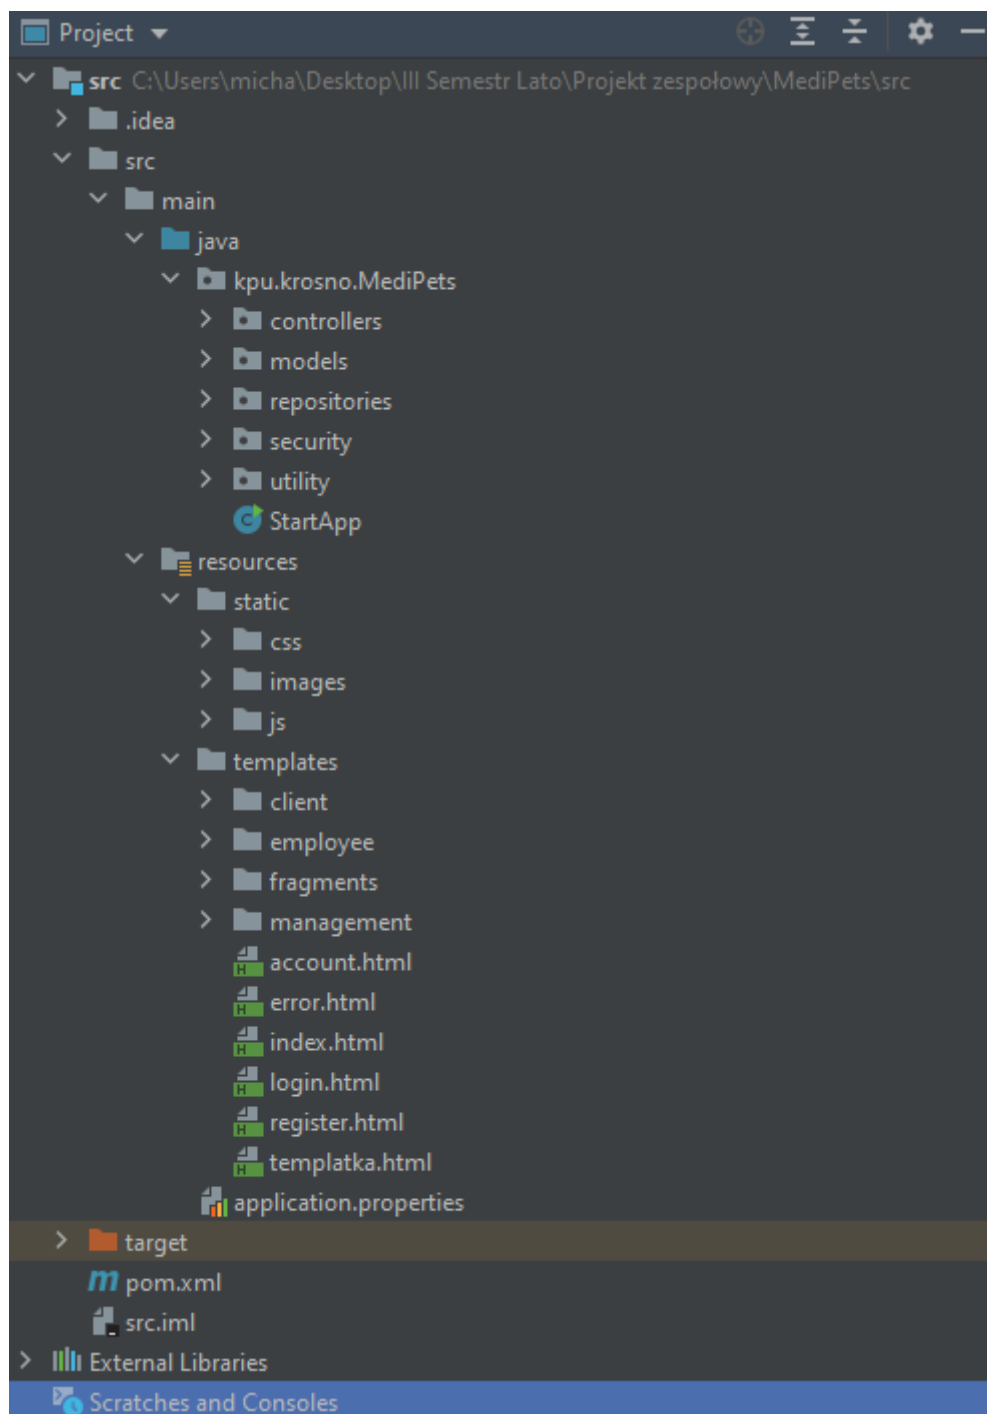 Project
src C:\Users\micha\Desktop\III Semestr Lato\Projekt zespołowy\MediPets\src
.idea
src
main
java
kpu.krosno.MediPets
controllers
models
repositories
security
utility
StartApp
resources
static
css
images
js
templates
client
employee
fragments
management
account.html
error.html
index.html
login.html
register.html
templatka.html
application.properties
target
pom.xml
src.iml
External Libraries
Scratches and Consoles